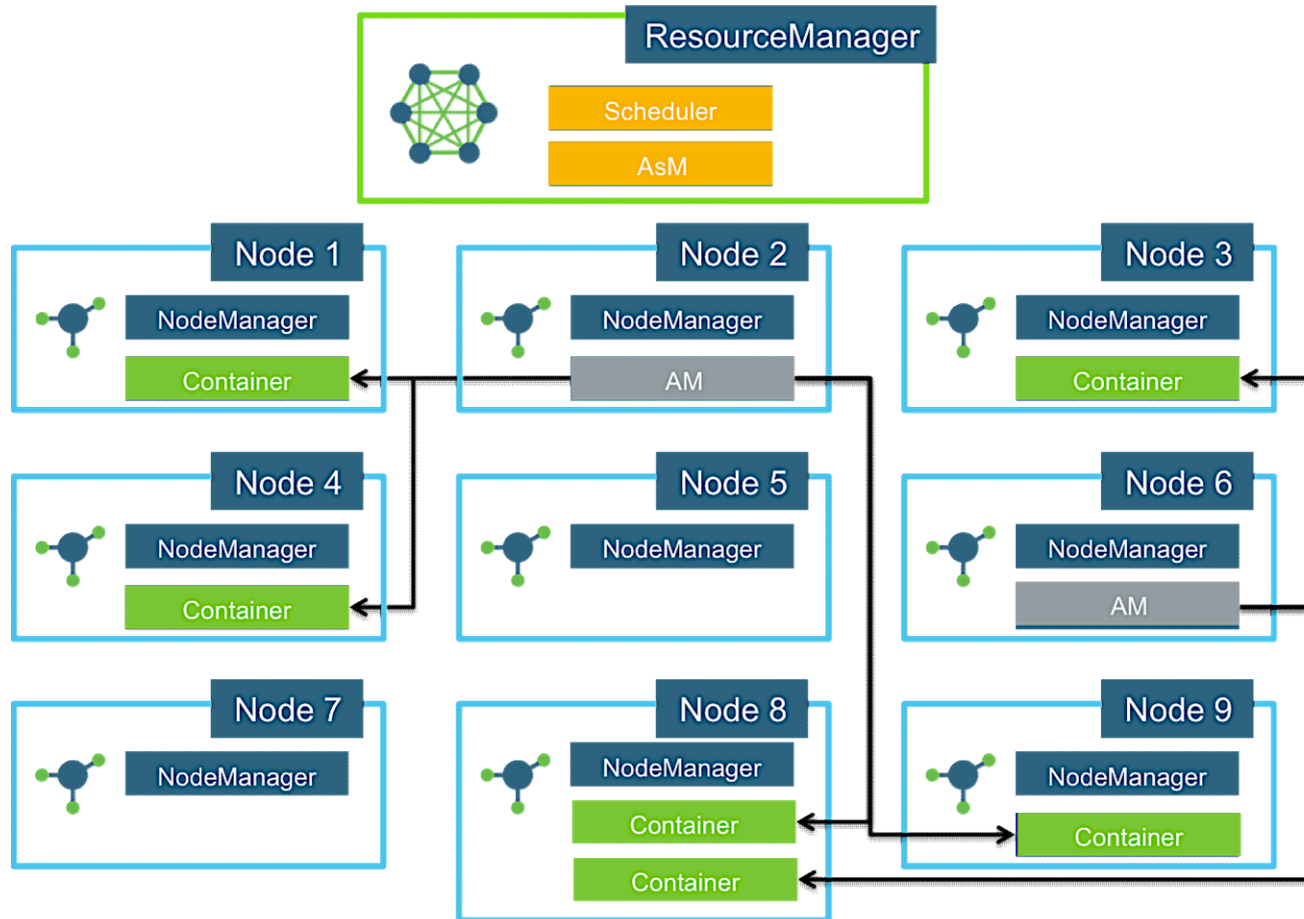 ResourceManager
Scheduler
AsM
Node 1
NodeManager
Container
Node 2
NodeManager
AM
Node 3
NodeManager
Container
Node 4
NodeManager
Container
Node 5
NodeManager
Node 6
NodeManager
AM
Node 7
NodeManager
Node 8
NodeManager
Container
Container
Node 9
NodeManager
Container